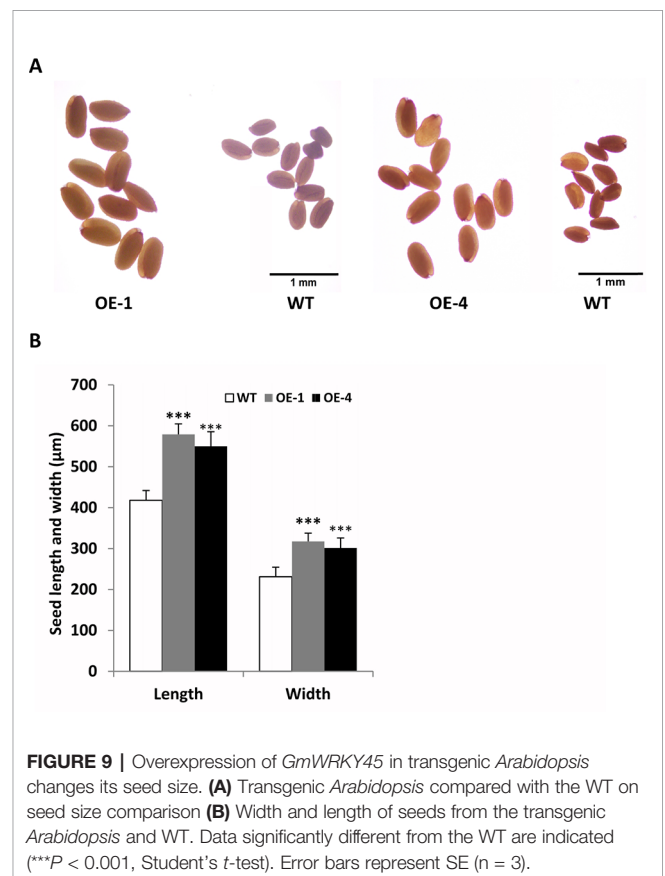 A
1 mm
1 mm
OE-1
WT
OE-4
WT
B
700
600
500
400
300
200
100
0
Seed length and width (μm)
WT OE-1 OE-4
***
***
***
***
Length
Width
FIGURE 9 | Overexpression of GmWRKY45 in transgenic Arabidopsis
changes its seed size. (A) Transgenic Arabidopsis compared with the WT on
seed size comparison (B) Width and length of seeds from the transgenic
Arabidopsis and WT. Data significantly different from the WT are indicated
(***P < 0.001, Student's t-test). Error bars represent SE (n = 3).